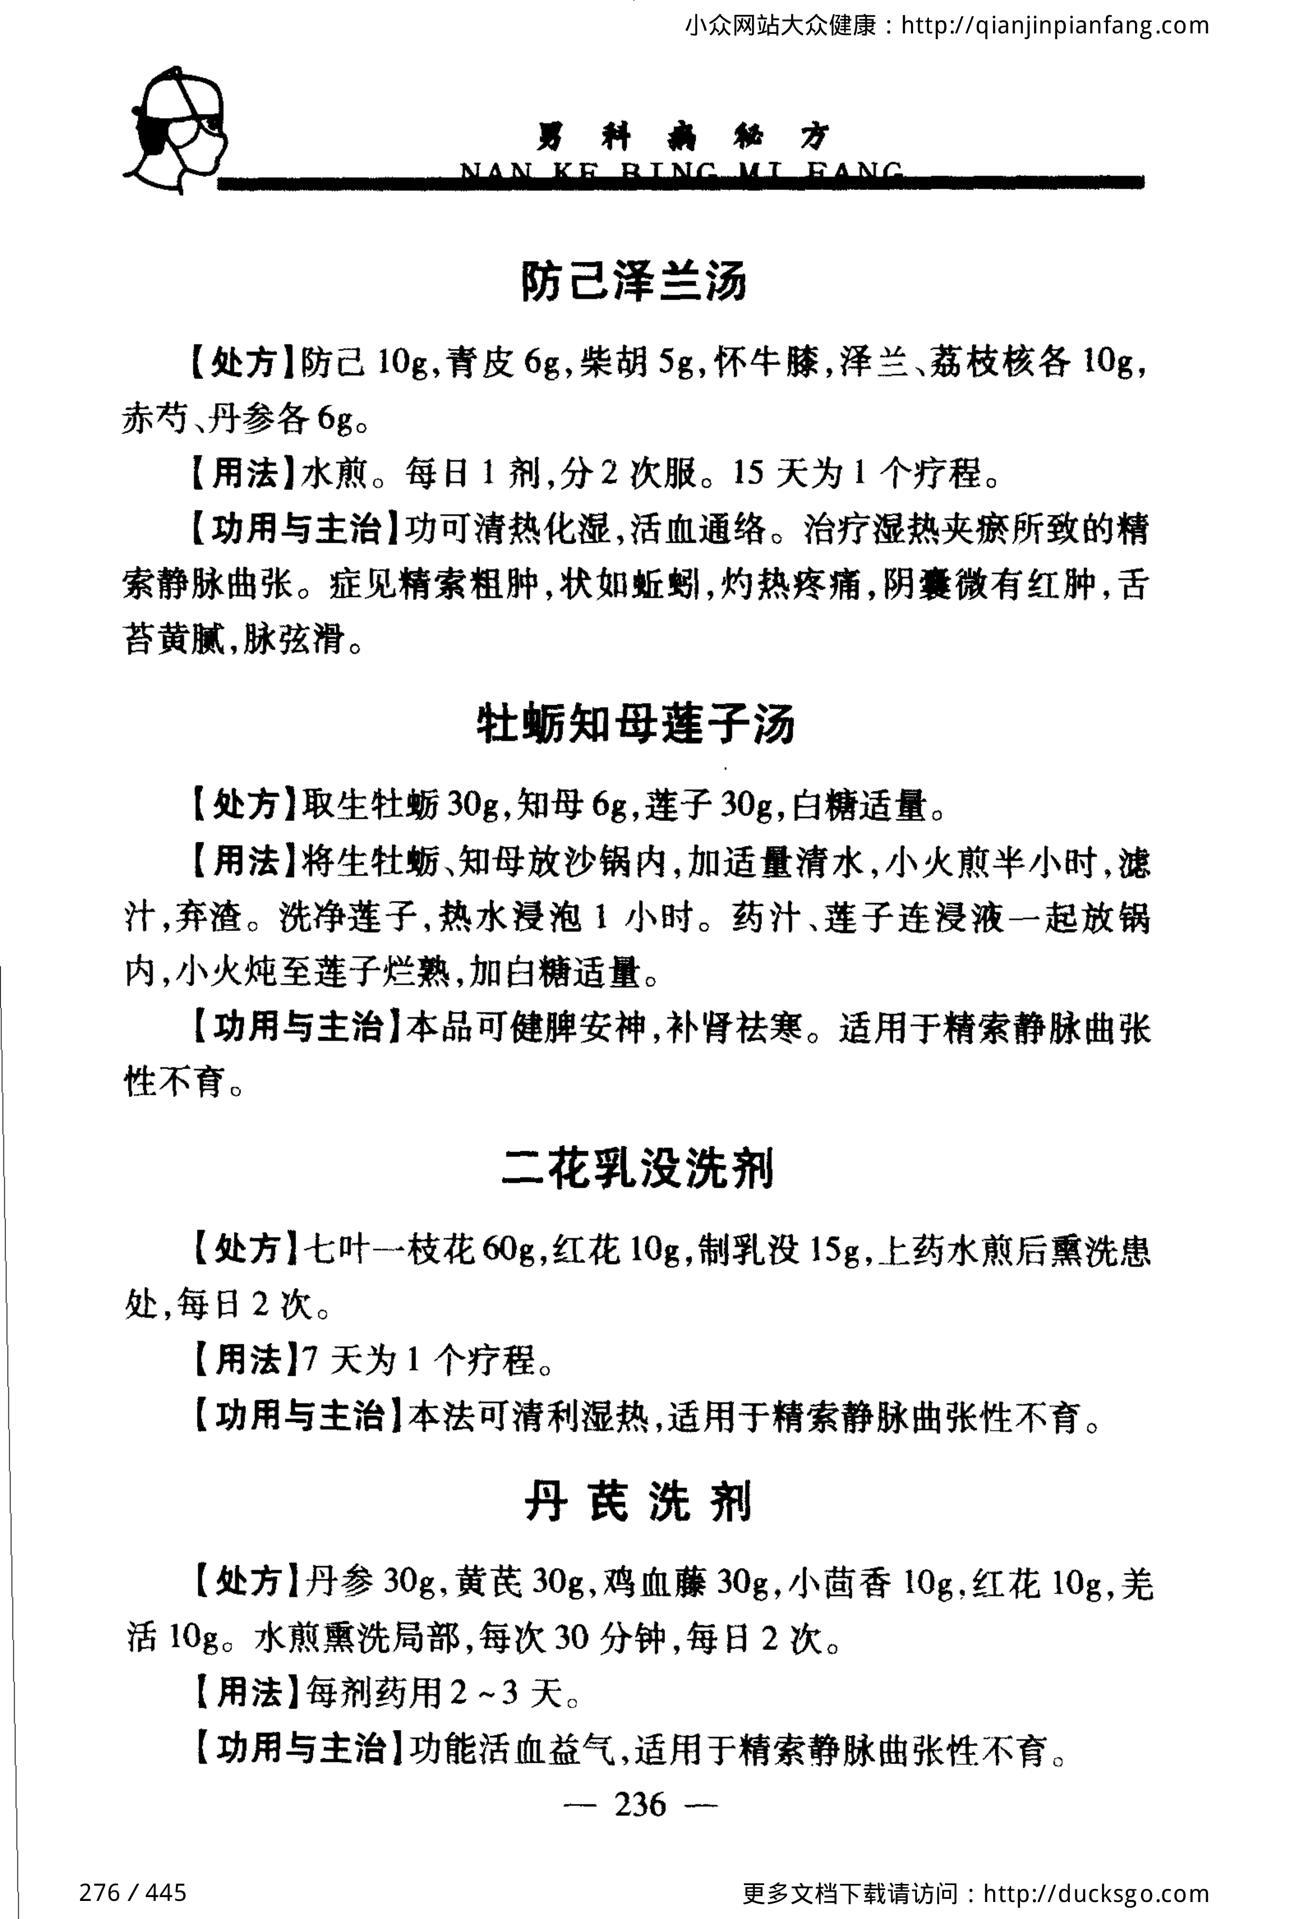 小众网站大众健康：http://qianjinpianfang.com
男科病秘方
NAN KE BING MI FANG
防己泽兰汤
【处方】防己 10g,青皮 6g,柴胡 5g,怀牛膝,泽兰、荔枝核各 10g,
赤芍、丹参各 6g。
【用法】水煎。每日 1 剂,分 2 次服。15 天为 1 个疗程。
【功用与主治】功可清热化湿,活血通络。治疗湿热夹瘀所致的精
索静脉曲张。症见精索粗肿,状如蚯蚓,灼热疼痛,阴囊微有红肿,舌
苔黄腻,脉弦滑。
牡蛎知母莲子汤
【处方】取生牡蛎 30g,知母 6g,莲子 30g,白糖适量。
【用法】将生牡蛎、知母放沙锅内,加适量清水,小火煎半小时,滤
汁,弃渣。洗净莲子,热水浸泡 1 小时。药汁、莲子连浸液一起放锅
内,小火炖至莲子烂熟,加白糖适量。
【功用与主治】本品可健脾安神,补肾祛寒。适用于精索静脉曲张
性不育。
二花乳没洗剂
【处方】七叶一枝花 60g,红花 10g,制乳没 15g,上药水煎后熏洗患
处,每日 2 次。
【用法】7 天为 1 个疗程。
【功用与主治】本法可清利湿热,适用于精索静脉曲张性不育。
丹芪洗剂
【处方】丹参 30g,黄芪 30g,鸡血藤 30g,小茴香 10g,红花 10g,羌
活 10g。水煎熏洗局部,每次 30 分钟,每日 2 次。
【用法】每剂药用 2~3 天。
【功用与主治】功能活血益气,适用于精索静脉曲张性不育。
— 236 —
276 / 445
更多文档下载请访问：http://ducksgo.com